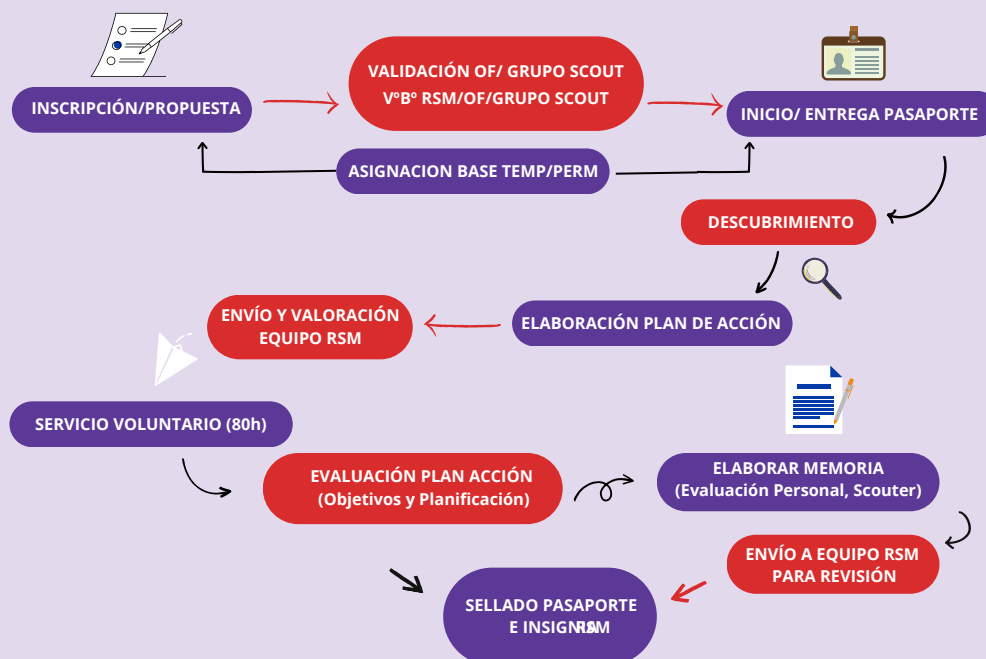 INSCRIPCIÓN/PROPUESTA
VALIDACIÓN OF/ GRUPO SCOUT
VºBº RSM/OF/GRUPO SCOUT
INICIO/ ENTREGA PASAPORTE
ASIGNACION BASE TEMP/PERM
DESCUBRIMIENTO
ELABORACIÓN PLAN DE ACCIÓN
ENVÍO Y VALORACIÓN
EQUIPO RSM
SERVICIO VOLUNTARIO (80h)
EVALUACIÓN PLAN ACCIÓN
(Objetivos y Planificación)
ELABORAR MEMORIA
(Evaluación Personal, Scouter)
ENVÍO A EQUIPO RSM
PARA REVISIÓN
SELLADO PASAPORTE
E INSIGNIA RSM